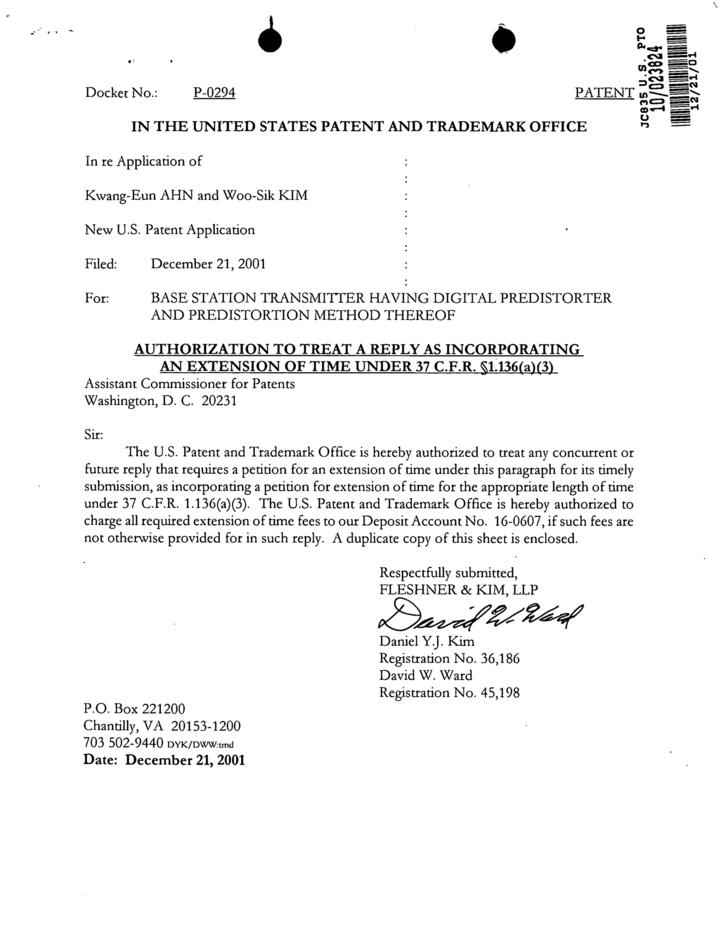 JC835 U.S. PTO
10/023824
12/21/01
Docket No.: P-0294 PATENT
IN THE UNITED STATES PATENT AND TRADEMARK OFFICE
In re Application of :
:
Kwang-Eun AHN and Woo-Sik KIM :
:
New U.S. Patent Application :
:
Filed: December 21, 2001 :
:
For: BASE STATION TRANSMITTER HAVING DIGITAL PREDISTORTER
AND PREDISTORTION METHOD THEREOF
AUTHORIZATION TO TREAT A REPLY AS INCORPORATING
AN EXTENSION OF TIME UNDER 37 C.F.R. §1.136(a)(3)
Assistant Commissioner for Patents
Washington, D. C. 20231
Sir:
The U.S. Patent and Trademark Office is hereby authorized to treat any concurrent or
future reply that requires a petition for an extension of time under this paragraph for its timely
submission, as incorporating a petition for extension of time for the appropriate length of time
under 37 C.F.R. 1.136(a)(3). The U.S. Patent and Trademark Office is hereby authorized to
charge all required extension of time fees to our Deposit Account No. 16-0607, if such fees are
not otherwise provided for in such reply. A duplicate copy of this sheet is enclosed.
Respectfully submitted,
FLESHNER & KIM, LLP
David W. Ward
Daniel Y.J. Kim
Registration No. 36,186
David W. Ward
Registration No. 45,198
P.O. Box 221200
Chantilly, VA 20153-1200
703 502-9440 DYK/DWW:tmd
Date: December 21, 2001